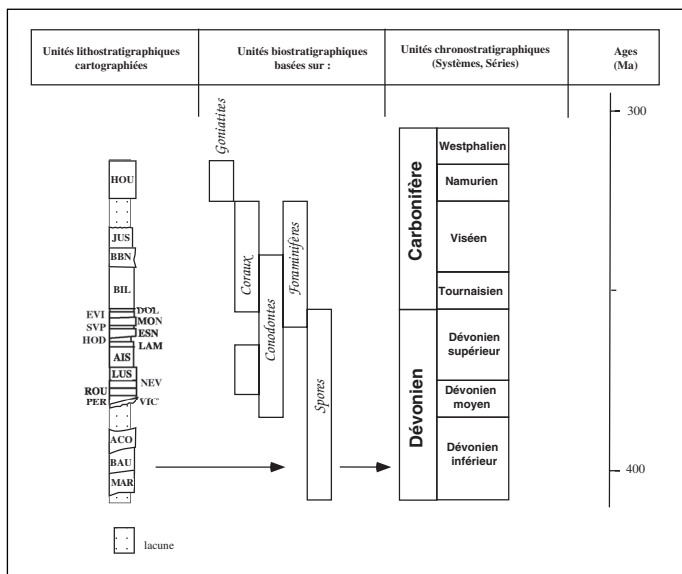 Unités lithostratigraphiques
cartographiées
Unités biostratigraphiques
basées sur :
Unités chronostratigraphiques
(Systèmes, Séries)
Ages
(Ma)
300
400
HOU
JUS
BBN
BIL
EVI
DOL
MON
SVP
ESN
HOD
LAM
AIS
LUS
NEV
ROU
PER
VIC
ACO
BAU
MAR
lacune
Goniatites
Coraux
Conodontes
Foraminifères
Spores
Carbonifère
Westphalien
Namurien
Viséen
Tournaisien
Dévonien
Dévonien
supérieur
Dévonien
moyen
Dévonien
inférieur